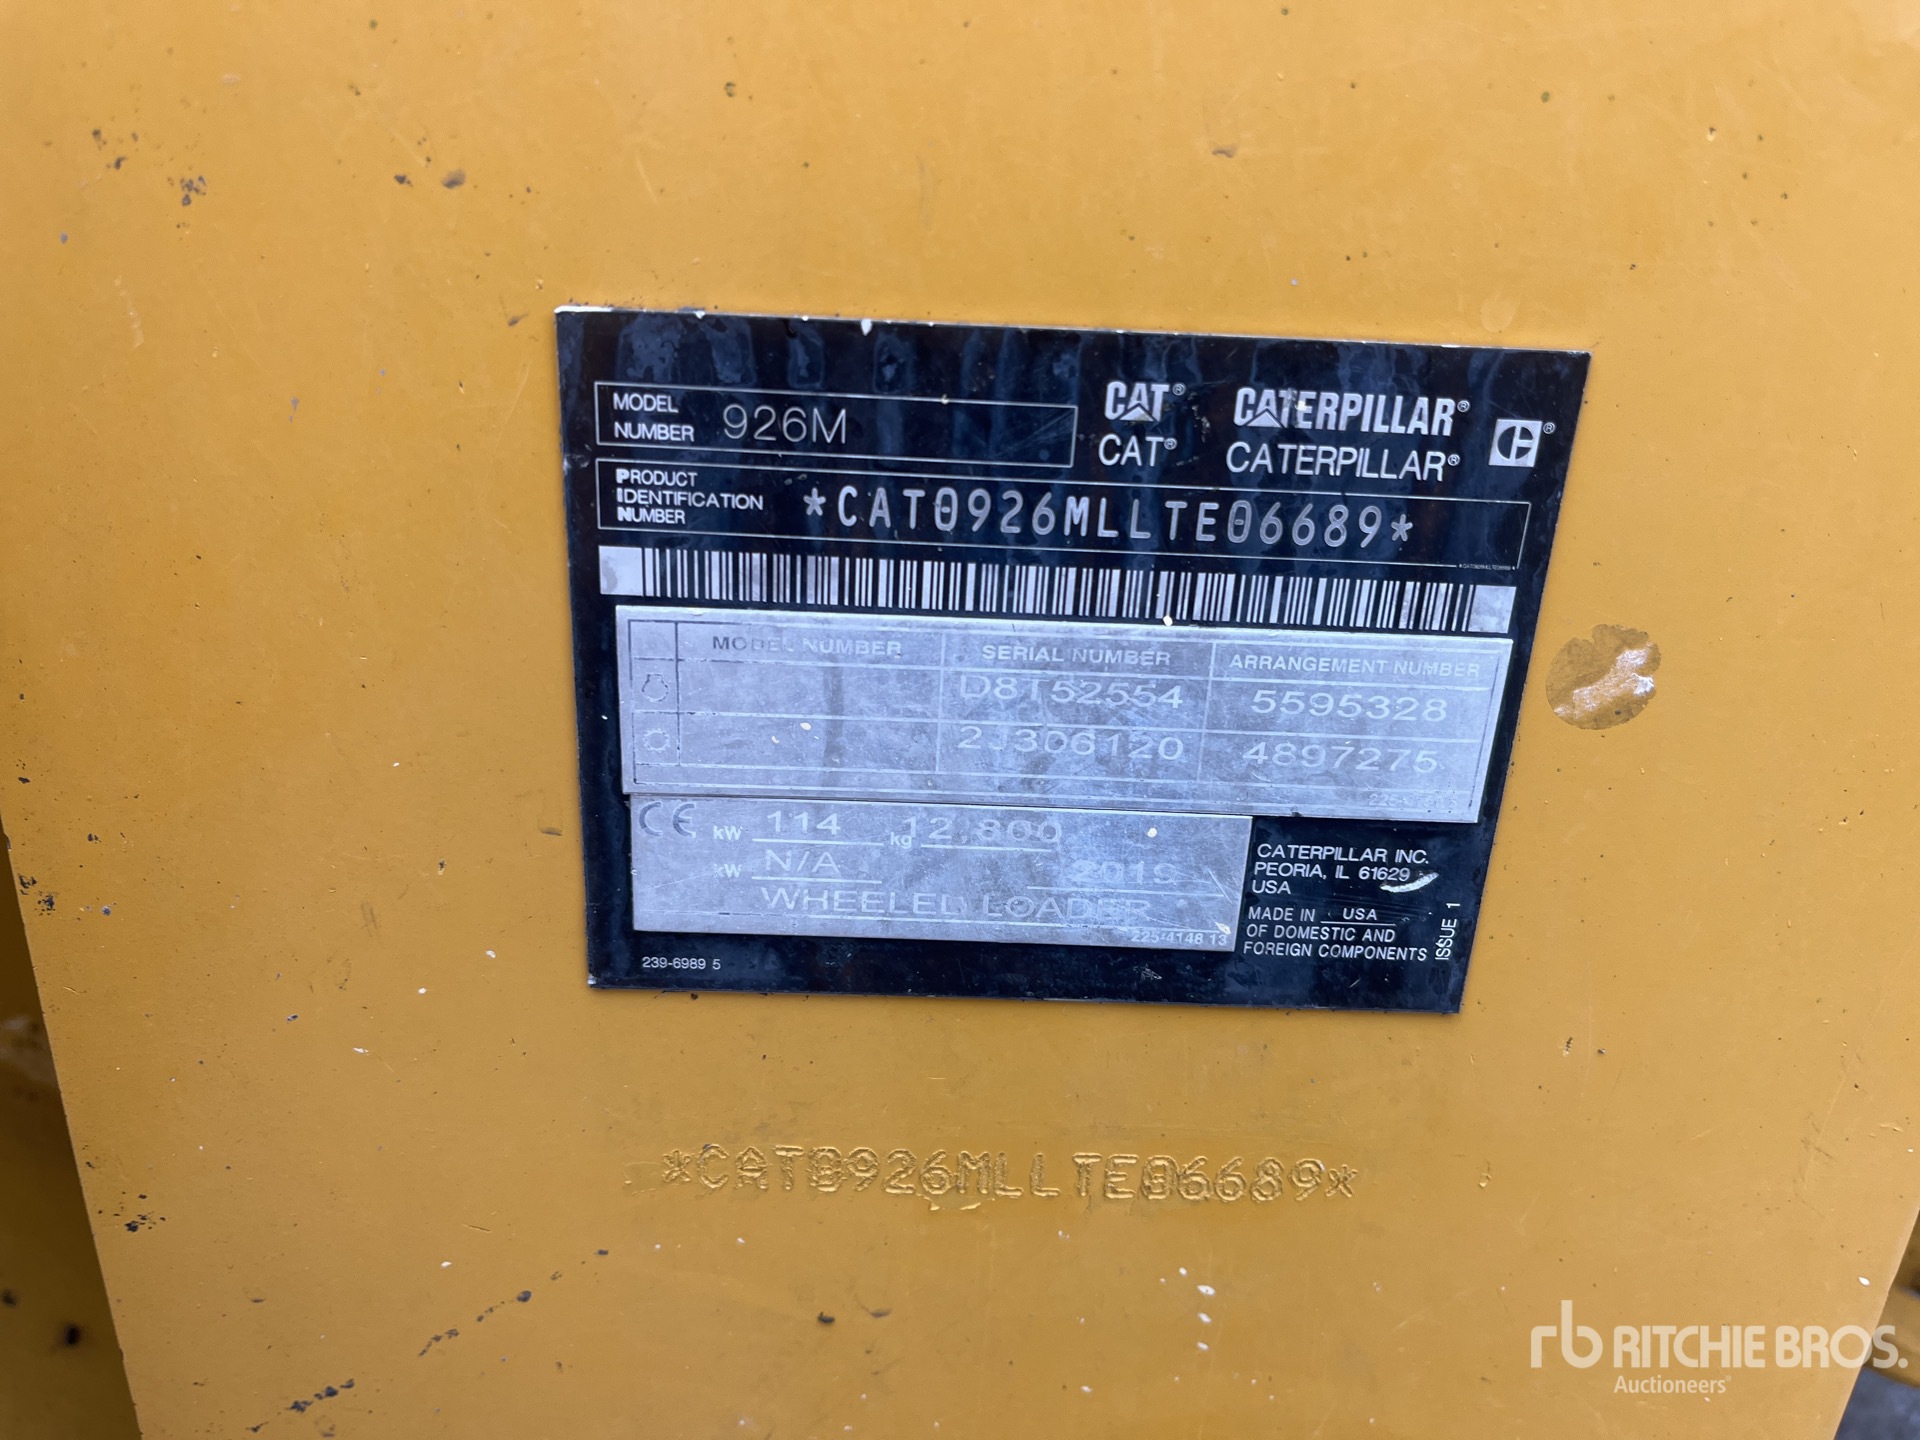 MODEL NUMBER 926M
CAT® CATERPILLAR®
CAT® CATERPILLAR® ®
PRODUCT IDENTIFICATION NUMBER *CAT0926MLLTE06689*
MODEL NUMBER SERIAL NUMBER ARRANGEMENT NUMBER
D8T52554 5595328
2J306120 4897275
CE kW 114 kg 12,800
kW N/A 2019
WHEELED LOADER
225-4148 13
CATERPILLAR INC.
PEORIA, IL 61629
USA
MADE IN USA
OF DOMESTIC AND
FOREIGN COMPONENTS
ISSUE 1
239-6989 5
*CAT0926MLLTE06689*
rb RITCHIE BROS.
Auctioneers